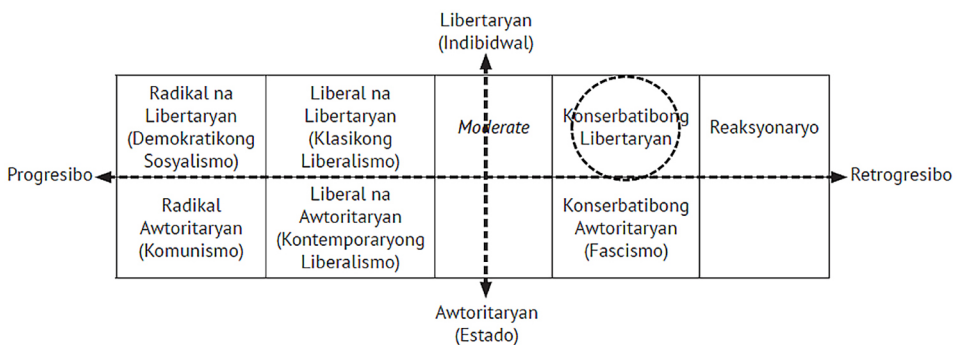 Libertaryan
(Indibidwal)
Radikal na
Libertaryan
(Demokratikong
Sosyalismo)
Liberal na
Libertaryan
(Klasikong
Liberalismo)
Moderate
Konserbatibong
Libertaryan
Reaksyonaryo
Progresibo
Retrogresibo
Radikal
Awtoritaryan
(Komunismo)
Liberal na
Awtoritaryan
(Kontemporaryong
Liberalismo)
Konserbatibong
Awtoritaryan
(Fascismo)
Awtoritaryan
(Estado)